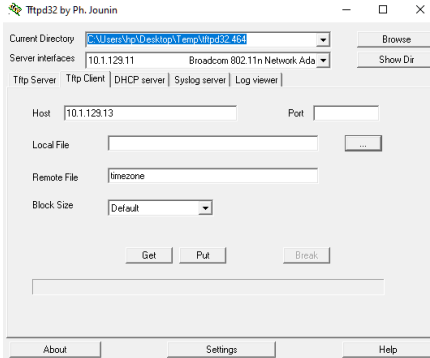 Tftpd32 by Ph. Jounin
Current Directory C:\Users\hp\Desktop\Temp\tftpd32.464 Browse
Server interfaces 10.1.129.11 Broadcom 802.11n Network Ada Show Dir
Tftp Server Tftp Client DHCP server Syslog server Log viewer
Host 10.1.129.13 Port
Local File ...
Remote File timezone
Block Size Default
Get Put Break
About Settings Help